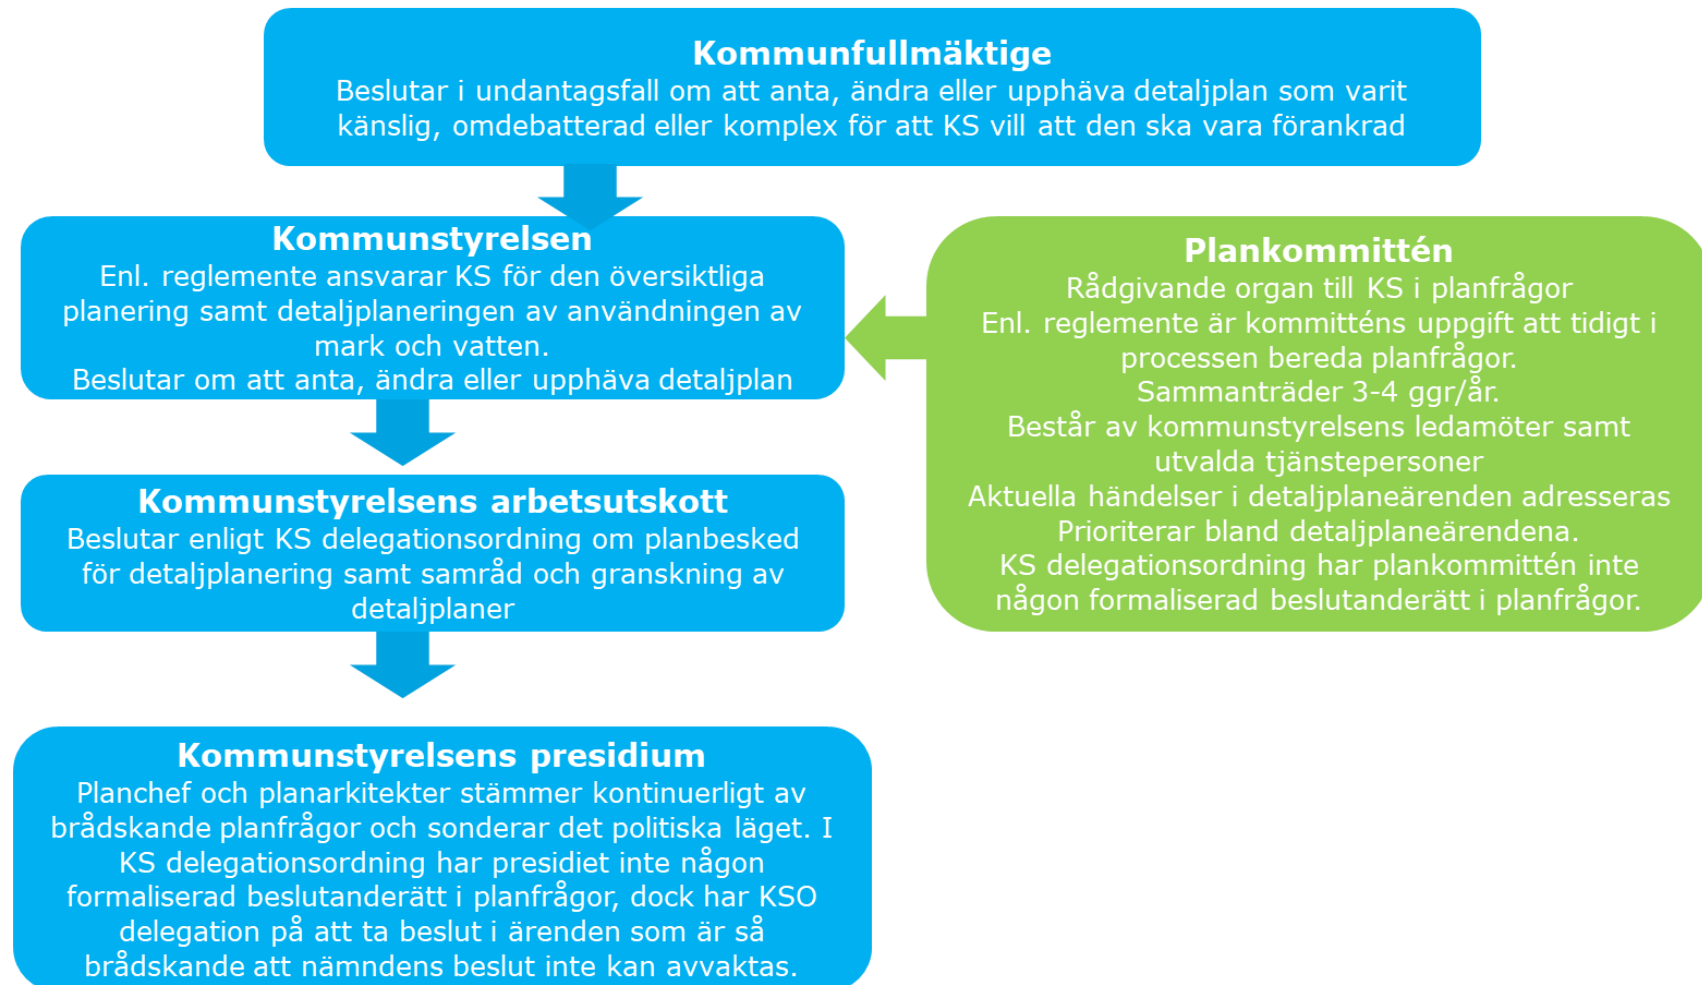 Kommunfullmäktige
Beslutar i undantagsfall om att anta, ändra eller upphäva detaljplan som varit
känslig, omdebatterad eller komplex för att KS vill att den ska vara förankrad
Kommunstyrelsen
Enl. reglemente ansvarar KS för den översiktliga
planering samt detaljplaneringen av användningen av
mark och vatten.
Beslutar om att anta, ändra eller upphäva detaljplan
Plankommittén
Rådgivande organ till KS i planfrågor
Enl. reglemente är kommitténs uppgift att tidigt i
processen bereda planfrågor.
Sammanträder 3-4 ggr/år.
Består av kommunstyrelsens ledamöter samt
utvalda tjänstepersoner
Aktuella händelser i detaljplaneärenden adresseras
Prioriterar bland detaljplaneärendena.
KS delegationsordning har plankommittén inte
någon formaliserad beslutanderätt i planfrågor.
Kommunstyrelsens arbetsutskott
Beslutar enligt KS delegationsordning om planbesked
för detaljplanering samt samråd och granskning av
detaljplaner
Kommunstyrelsens presidium
Planchef och planarkitekter stämmer kontinuerligt av
brådskande planfrågor och sonderar det politiska läget. I
KS delegationsordning har presidiet inte någon
formaliserad beslutanderätt i planfrågor, dock har KSO
delegation på att ta beslut i ärenden som är så
brådskande att nämndens beslut inte kan avvaktas.